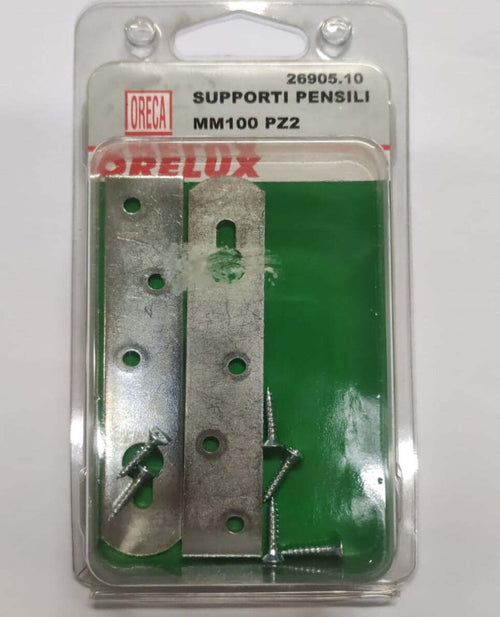 26905.10
ORECA
SUPPORTI PENSILI
MM100 PZ2
ORELUX